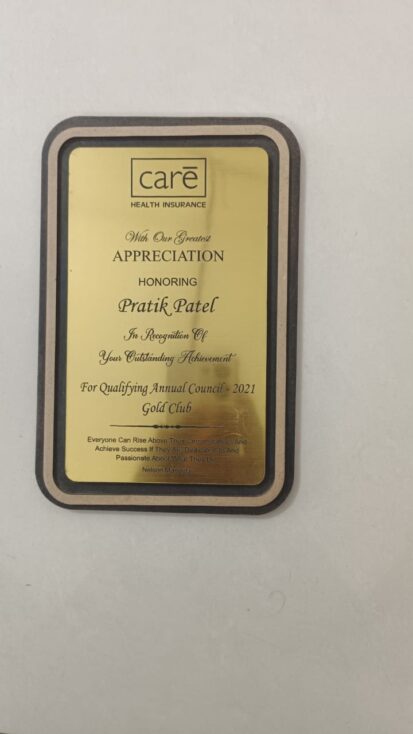 carē
HEALTH INSURANCE
With Our Greatest
APPRECIATION
HONORING
Pratik Patel
In Recognition Of
Your Outstanding Achievement
For Qualifying Annual Council - 2021
Gold Club
Everyone Can Rise Above Their And
Achieve Success If They Are And
Passionate About What They
Nelson Mandela